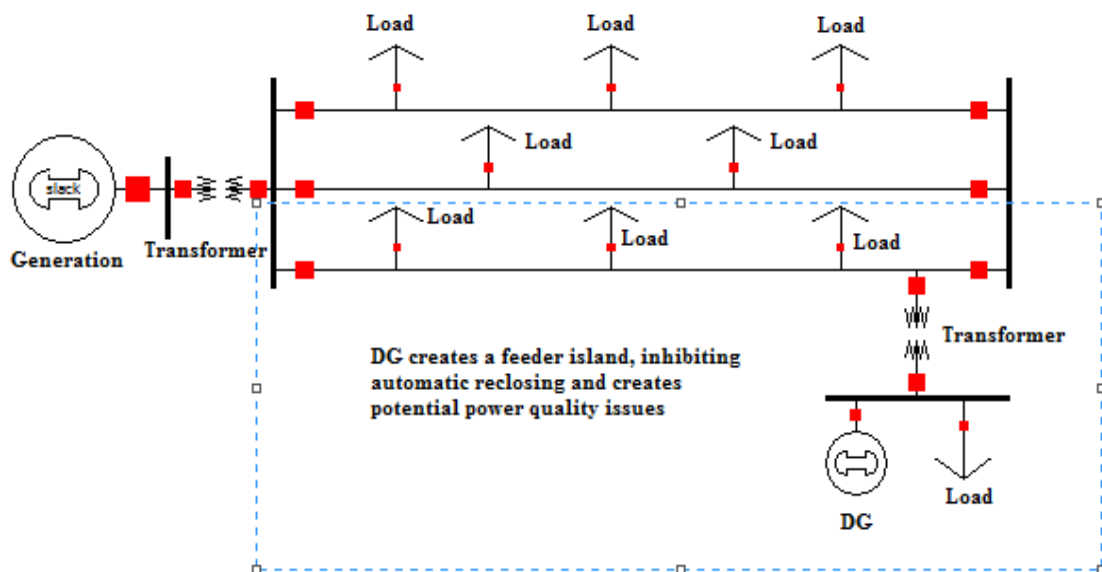 Load
Load
Load
Load
Load
slack
Generation
Transformer
Load
Load
Load
Transformer
DG creates a feeder island, inhibiting
automatic reclosing and creates
potential power quality issues
Load
DG